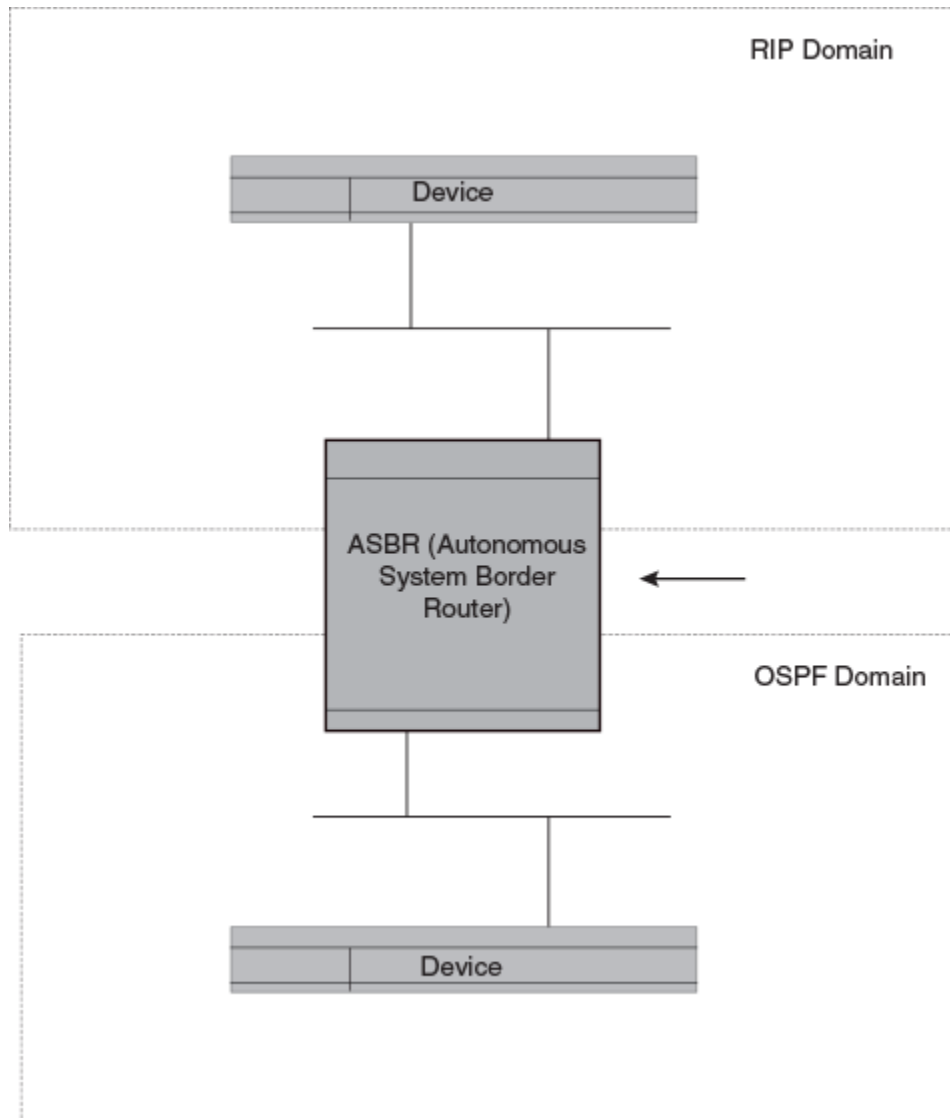 RIP Domain
Device
ASBR (Autonomous
System Border
Router)
OSPF Domain
Device